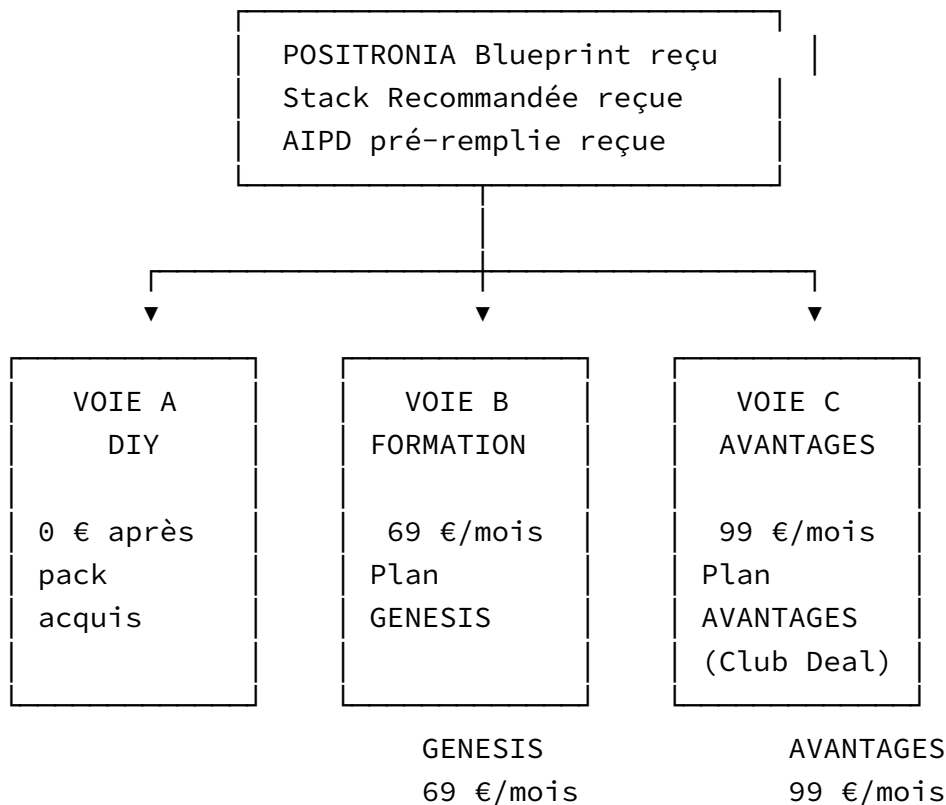 POSITRONIA Blueprint reçu
Stack Recommandée reçue
AIPD pré-remplie reçue
VOIE A
DIY
0 € après
pack
acquis
VOIE B
FORMATION
69 €/mois
Plan
GENESIS
VOIE C
AVANTAGES
99 €/mois
Plan
AVANTAGES
(Club Deal)
GENESIS
69 €/mois
AVANTAGES
99 €/mois